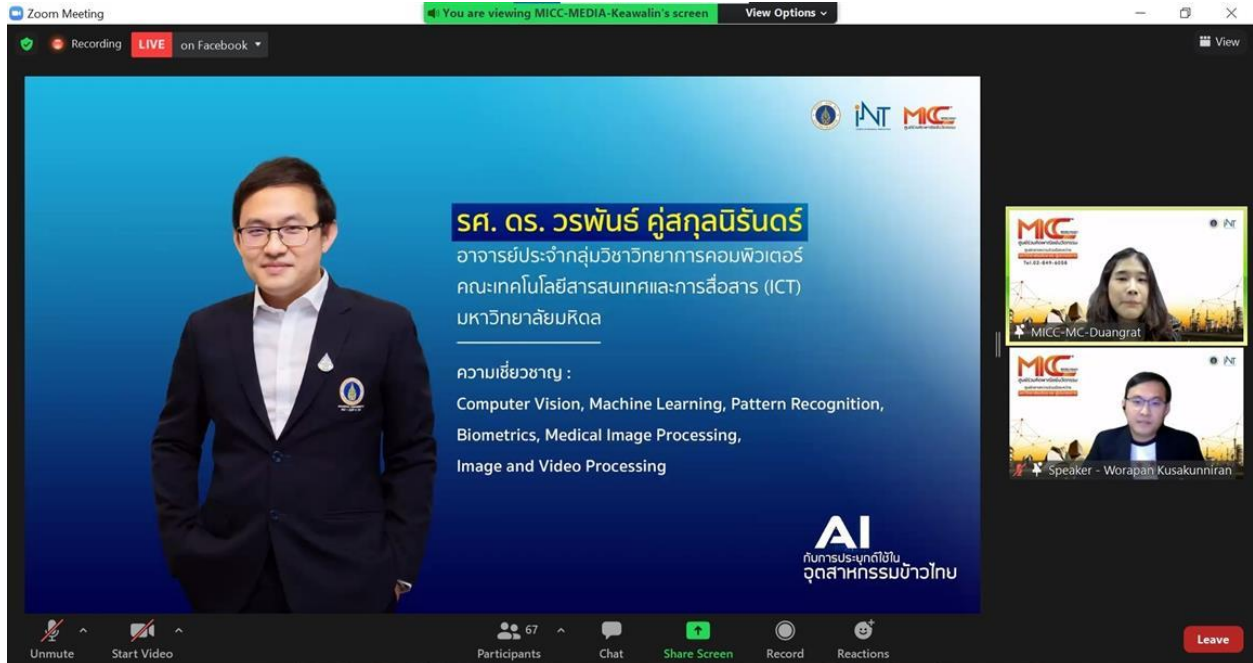 Zoom Meeting
You are viewing MICC-MEDIA-Keawalin's screen
View Options
Recording
LIVE
on Facebook
View
iNT
MICC
รศ. ดร. วรพันธ์ คู่สกุลนิรันดร์
อาจารย์ประจำกลุ่มวิชาวิทยาการคอมพิวเตอร์
คณะเทคโนโลยีสารสนเทศและการสื่อสาร (ICT)
มหาวิทยาลัยมหิดล
ความเชี่ยวชาญ :
Computer Vision, Machine Learning, Pattern Recognition,
Biometrics, Medical Image Processing,
Image and Video Processing
AI
กับการประยุกต์ใช้ใน
อุตสาหกรรมข้าวไทย
MICC
iNT
Tel.02-849-6056
MICC-MC-Duangrat
MICC
iNT
Speaker - Worapan Kusakunniran
Unmute
Start Video
67
Participants
Chat
Share Screen
Record
Reactions
Leave